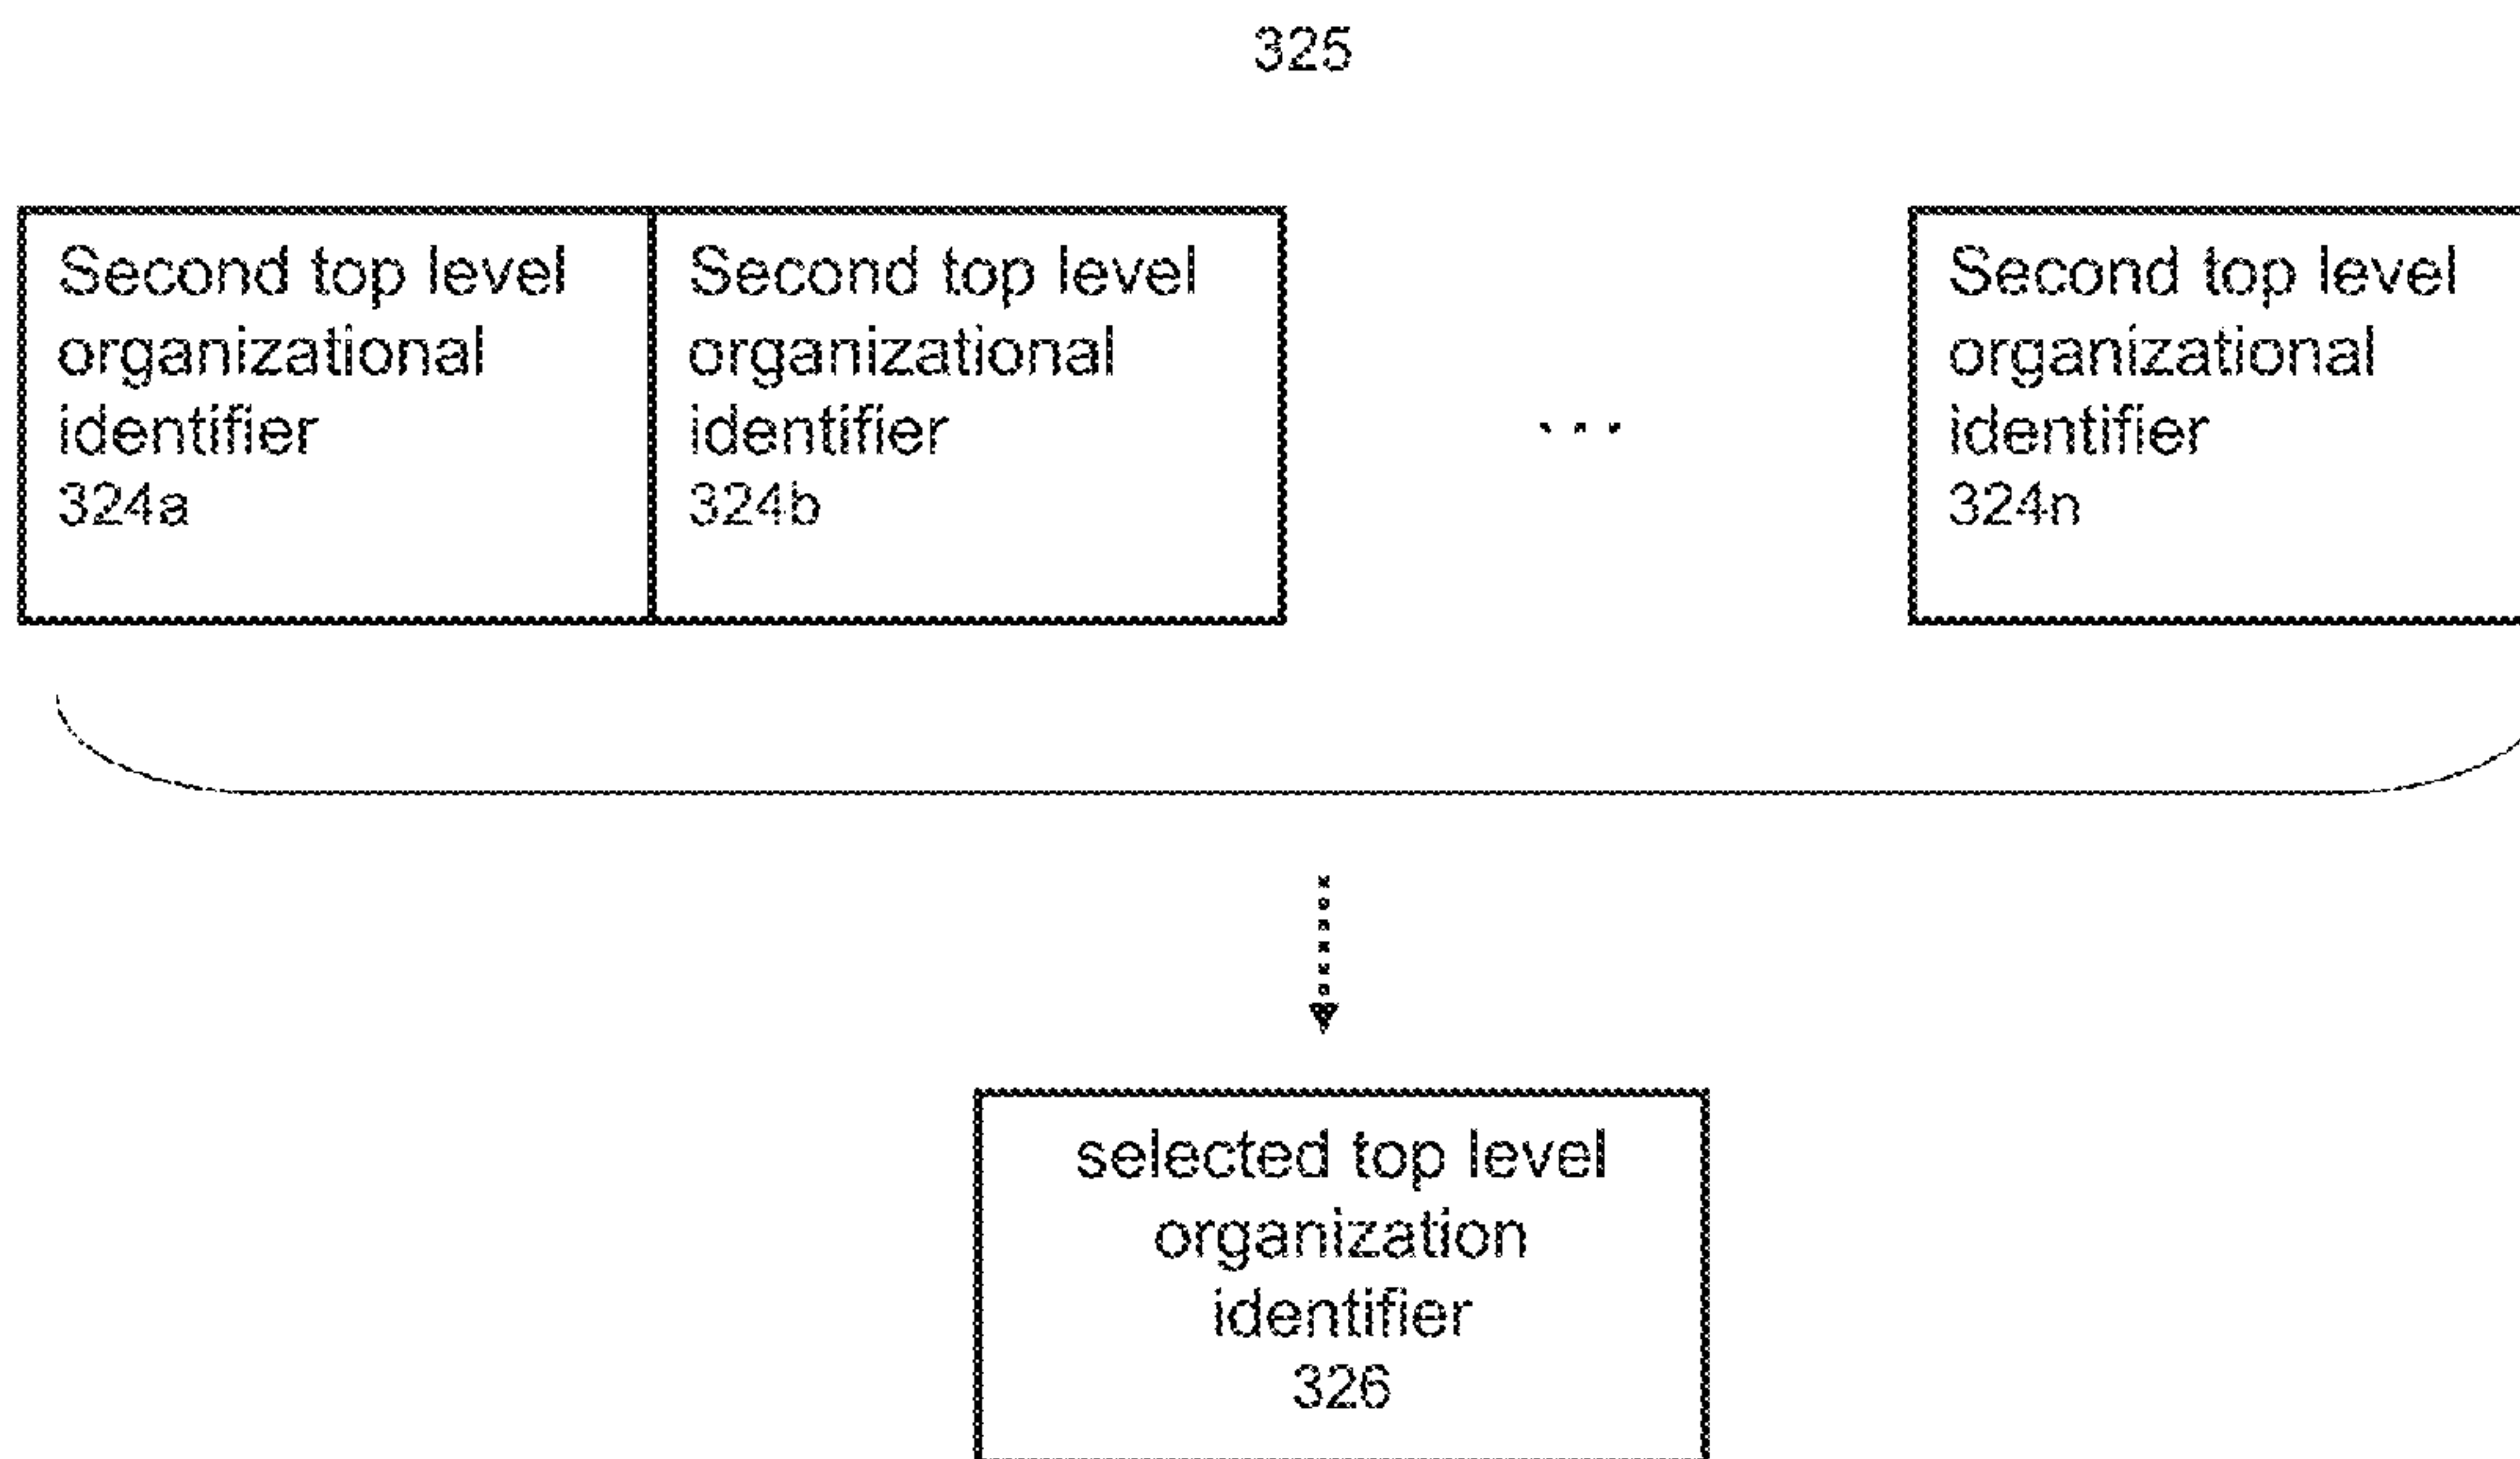 325
Second top level
organizational
identifier
324a
Second top level
organizational
identifier
324b
...
Second top level
organizational
identifier
324n
selected top level
organization
identifier
326